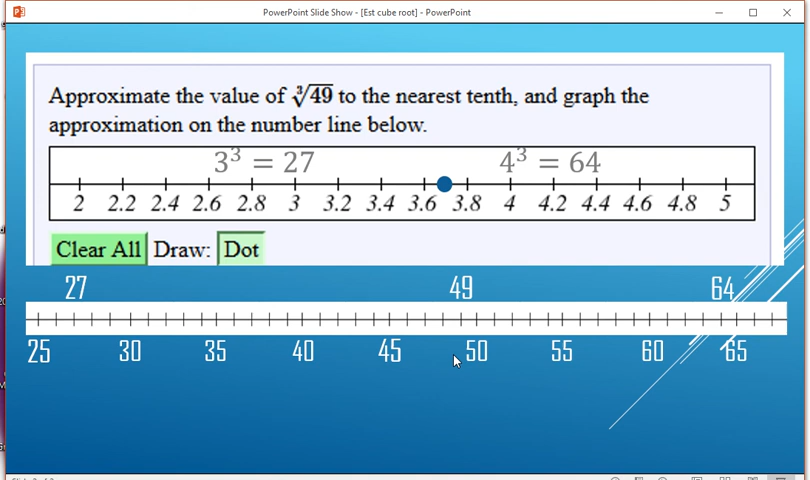 PowerPoint Slide Show - [Est cube root] - PowerPoint
Approximate the value of ∛49 to the nearest tenth, and graph the
approximation on the number line below.
3³ = 27 4³ = 64
2 2.2 2.4 2.6 2.8 3 3.2 3.4 3.6 3.8 4 4.2 4.4 4.6 4.8 5
Clear All Draw: Dot
27 49 64
25 30 35 40 45 50 55 60 65